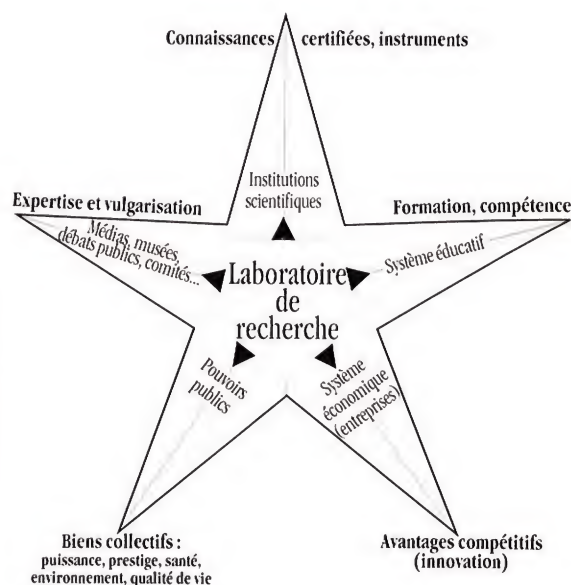 Connaissances certifiées, instruments
Institutions
scientifiques
Expertise et vulgarisation
Formation, compétence
Médias, musées,
débats publics, comités...
Système éducatif
Laboratoire
de
recherche
Pouvoirs
publics
Système
économique
(entreprises)
Biens collectifs :
puissance, prestige, santé,
environnement, qualité de vie
Avantages compétitifs
(innovation)